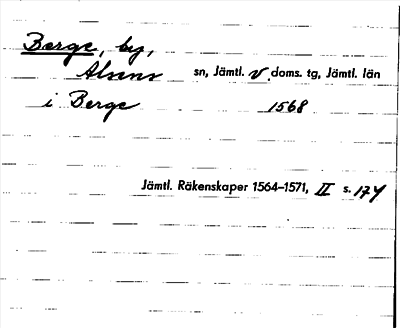 Berge, by,
Alsens sn, Jämtl. v. doms. tg, Jämtl. län
i Berge 1568
Jämtl. Räkenskaper 1564–1571, II s. 174